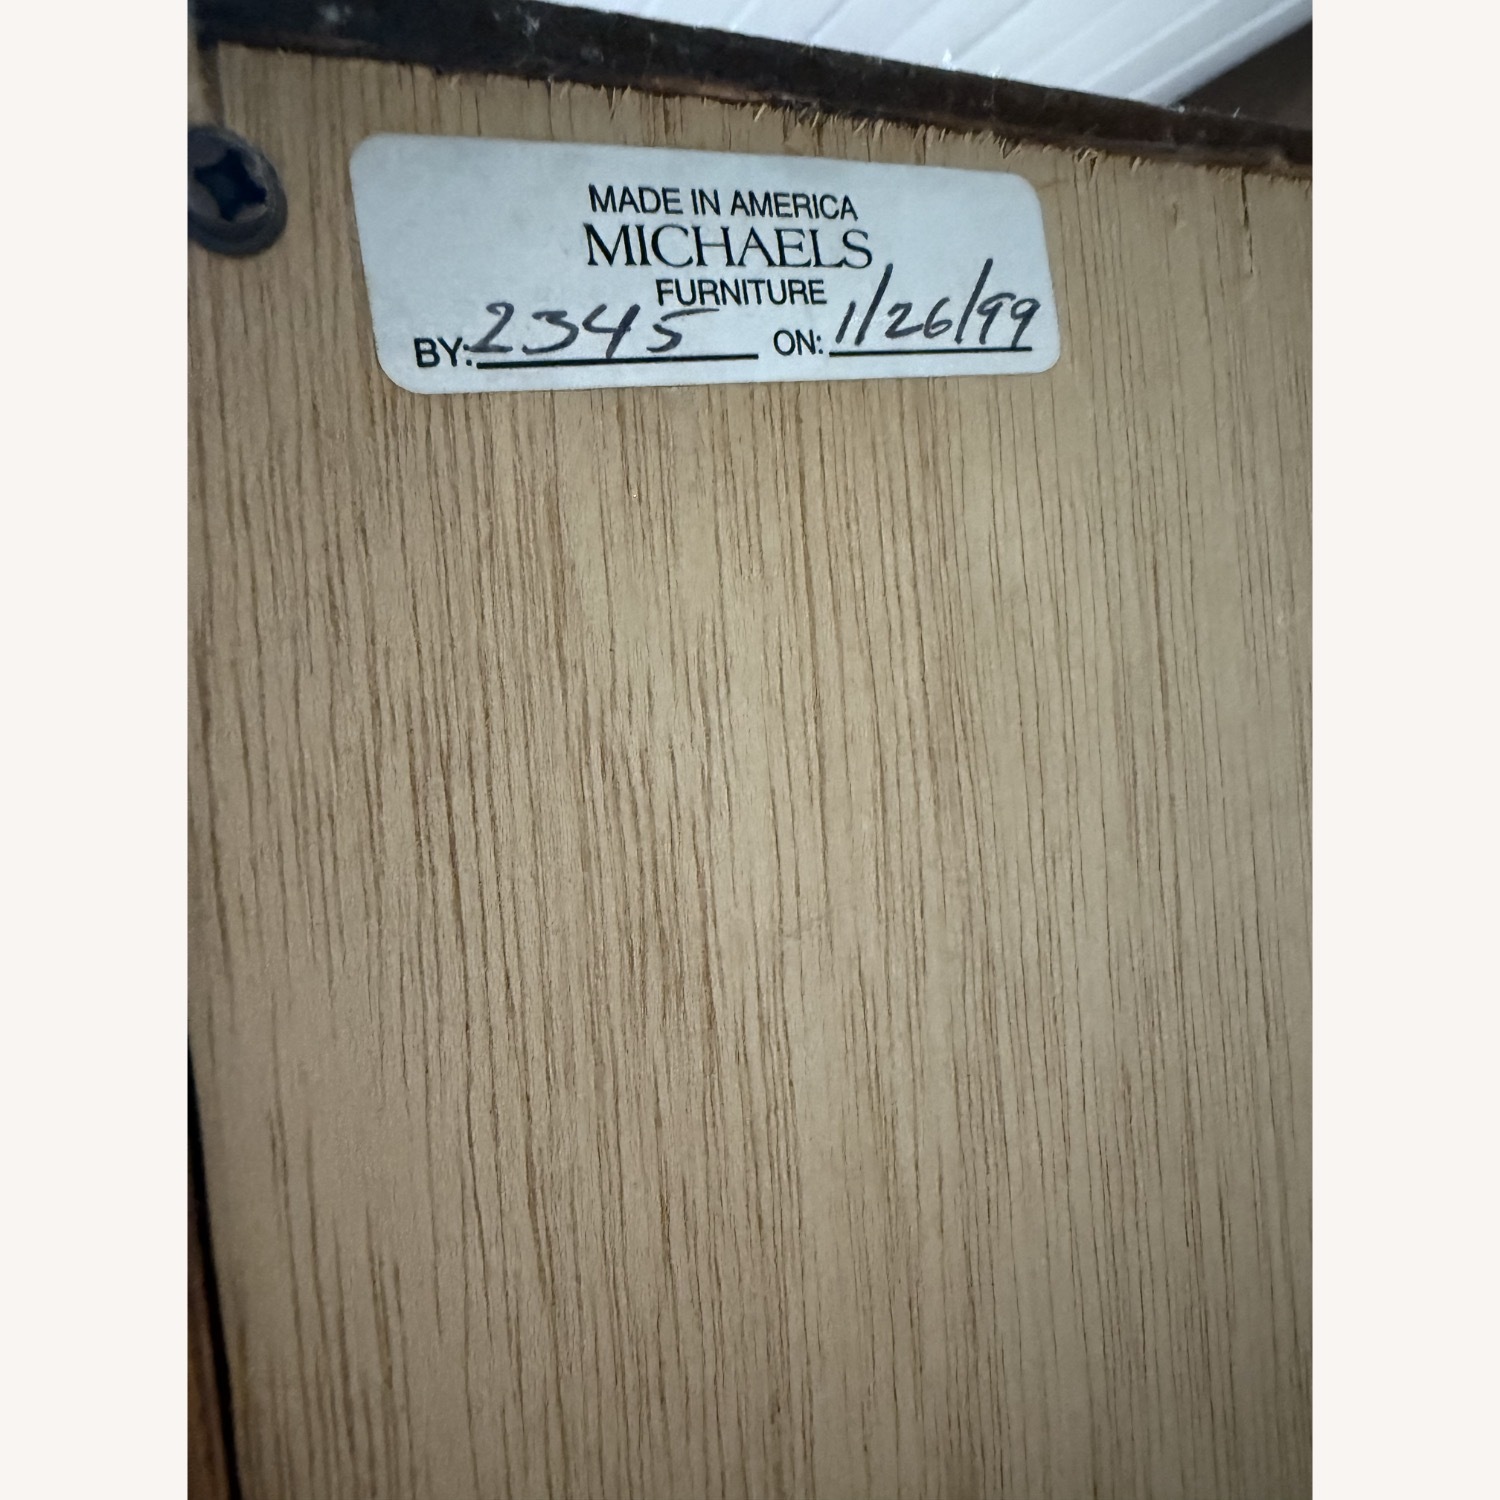 MADE IN AMERICA
MICHAELS
FURNITURE
BY: 2345 ON: 1/26/99